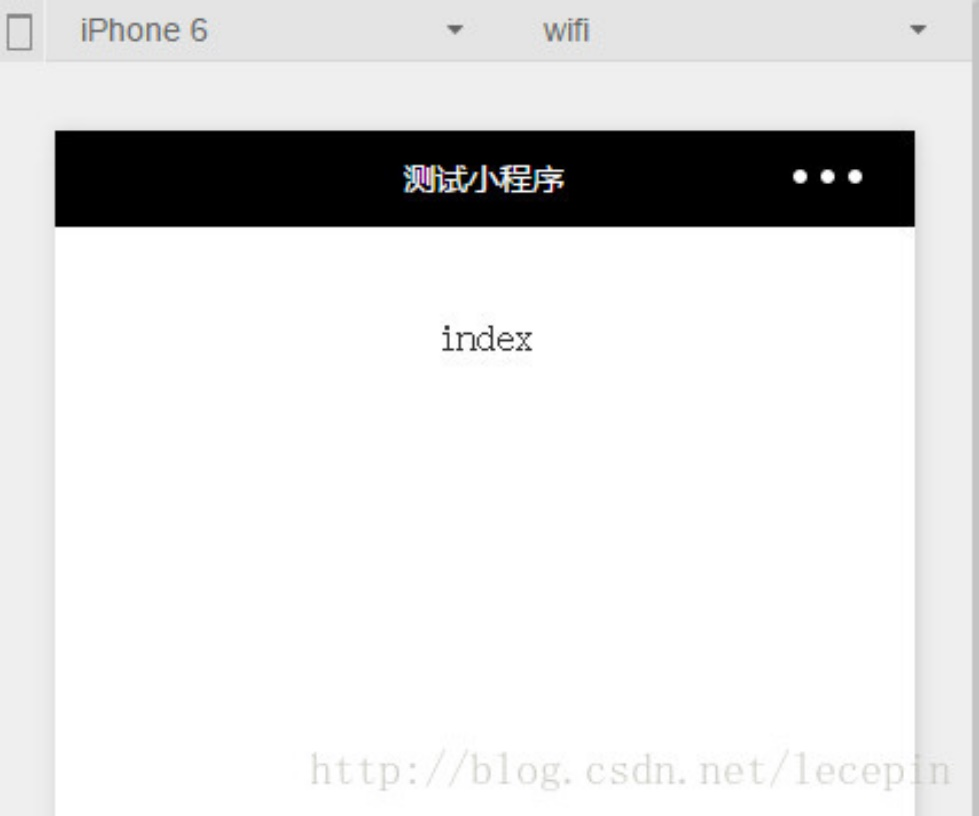 iPhone 6 wifi
测试小程序
index
http://blog.csdn.net/lecepin